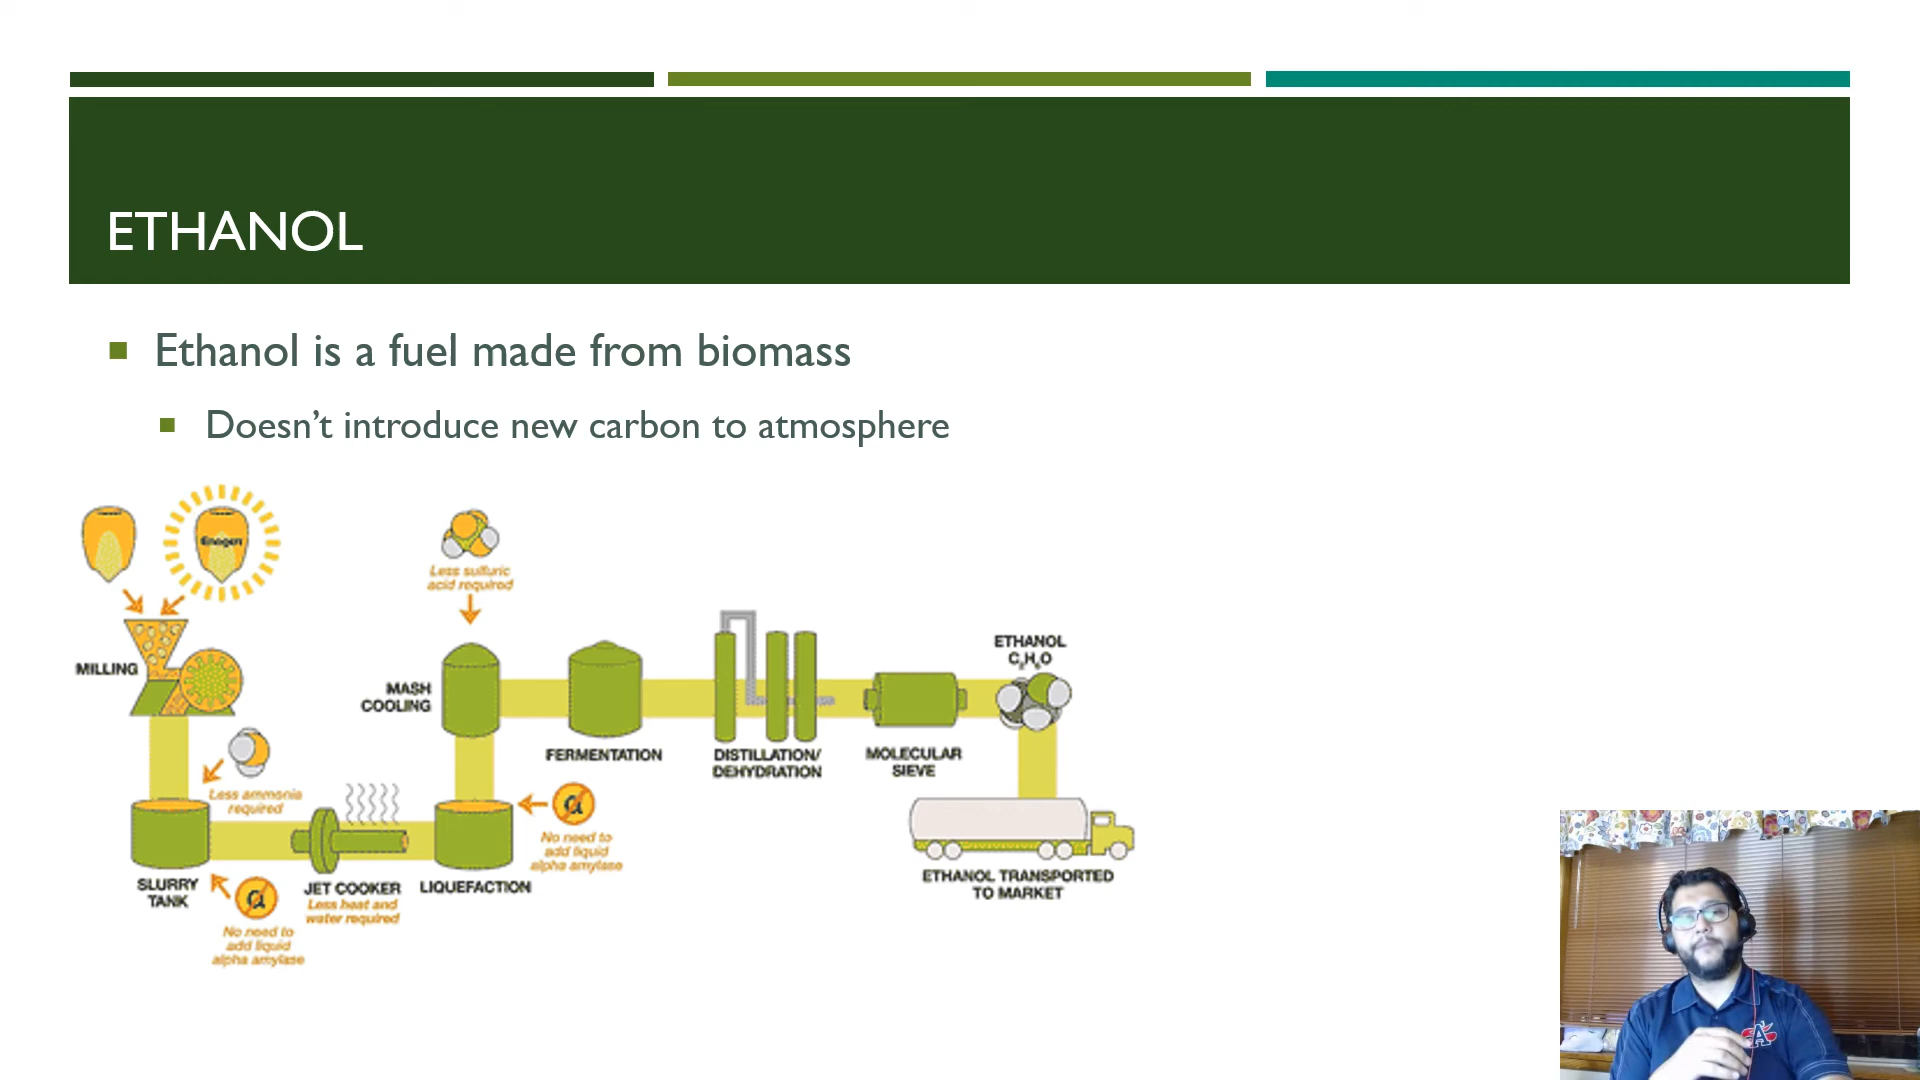 ETHANOL
Ethanol is a fuel made from biomass
Doesn't introduce new carbon to atmosphere
Enogen
MILLING
Less ammonia
required
SLURRY
TANK
α
No need to
add liquid
alpha amylase
JET COOKER
Less heat and
water required
LIQUEFACTION
α
No need to
add liquid
alpha amylase
Less sulfuric
acid required
MASH
COOLING
FERMENTATION
DISTILLATION/
DEHYDRATION
MOLECULAR
SIEVE
ETHANOL
C₂H₆O
ETHANOL TRANSPORTED
TO MARKET
A